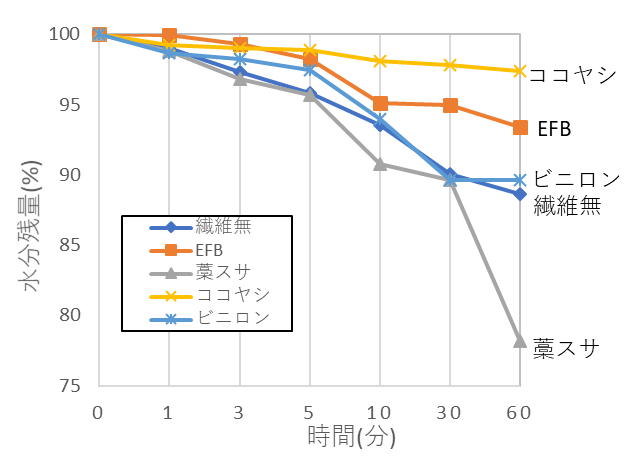 100
95
90
85
80
75
水分残量(%)
ココヤシ
EFB
ビニロン
繊維無
藁スサ
繊維無
EFB
藁スサ
ココヤシ
ビニロン
0 1 3 5 10 30 60
時間(分)